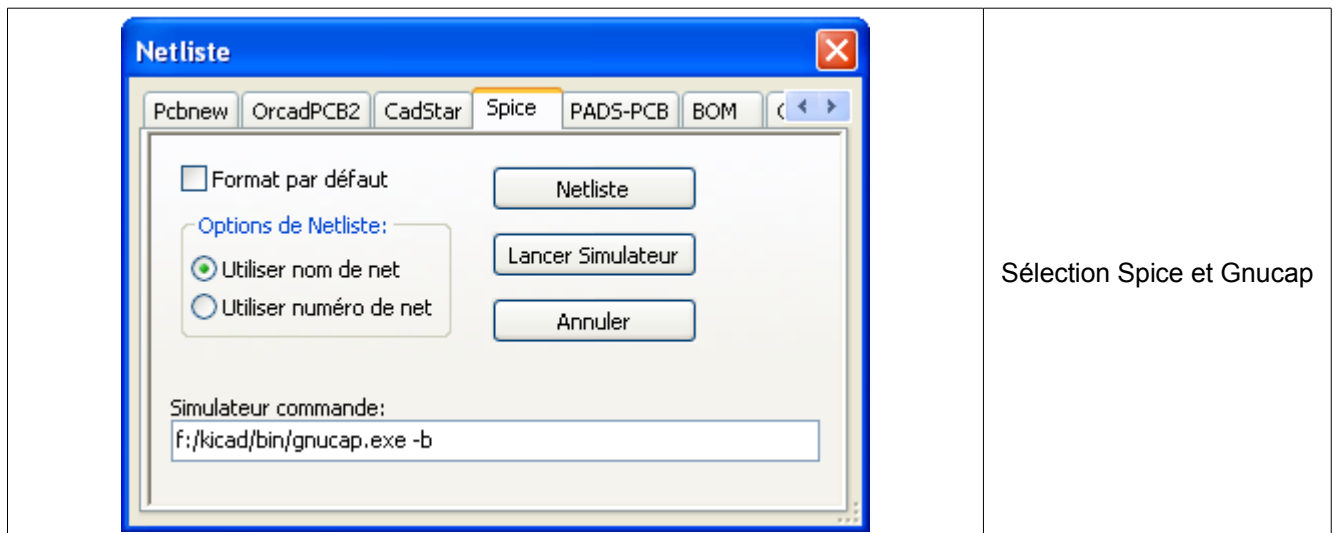 Netliste
Pcbnew OrcadPCB2 CadStar Spice PADS-PCB BOM
Format par défaut
Netliste
Options de Netliste:
Utiliser nom de net
Lancer Simulateur
Utiliser numéro de net
Annuler
Simulateur commande:
f:/kicad/bin/gnucap.exe -b
Sélection Spice et Gnucap